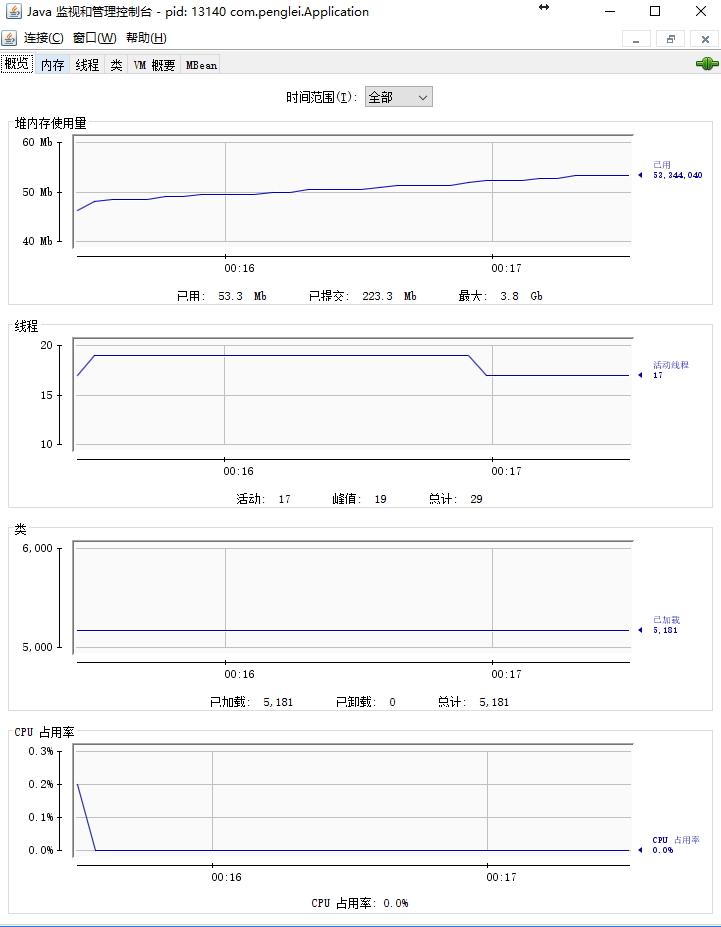 Java 监视和管理控制台 - pid: 13140 com.penglei.Application
连接(C) 窗口(W) 帮助(H)
概览 内存 线程 类 VM 概要 MBean
时间范围(T): 全部
堆内存使用量
60 Mb
50 Mb
40 Mb
已用
53,344,040
00:16 00:17
已用: 53.3 Mb 已提交: 223.3 Mb 最大: 3.8 Gb
线程
20
15
10
活动线程
17
00:16 00:17
活动: 17 峰值: 19 总计: 29
类
6,000
5,000
已加载
5,181
00:16 00:17
已加载: 5,181 已卸载: 0 总计: 5,181
CPU 占用率
0.3%
0.2%
0.1%
0.0%
CPU 占用率
0.0%
00:16 00:17
CPU 占用率: 0.0%